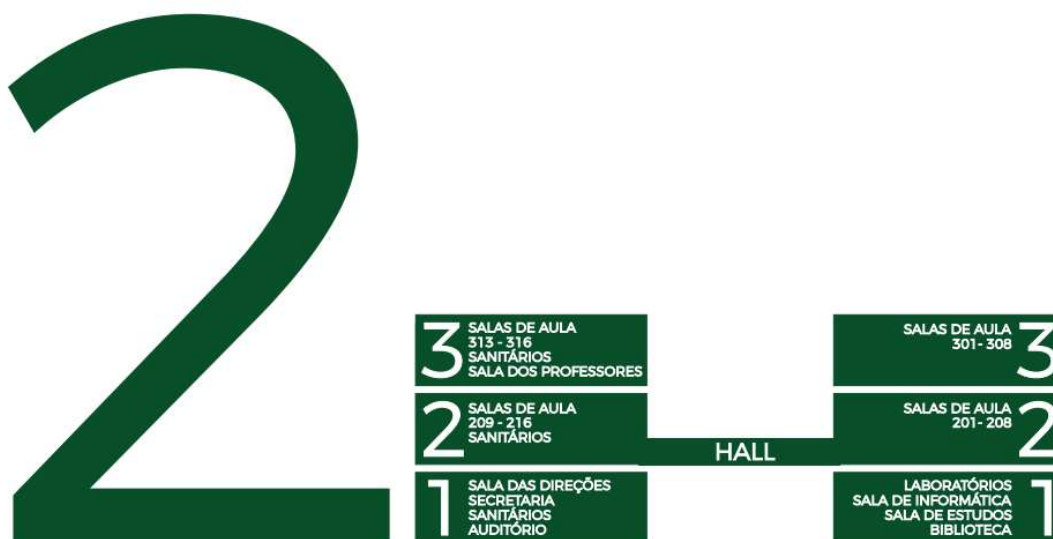 2
3
SALAS DE AULA
313 - 316
SANITÁRIOS
SALA DOS PROFESSORES
SALAS DE AULA
301- 308
3
2
SALAS DE AULA
209 - 216
SANITÁRIOS
HALL
SALAS DE AULA
201- 208
2
1
SALA DAS DIREÇÕES
SECRETARIA
SANITÁRIOS
AUDITÓRIO
LABORATÓRIOS
SALA DE INFORMÁTICA
SALA DE ESTUDOS
BIBLIOTECA
1